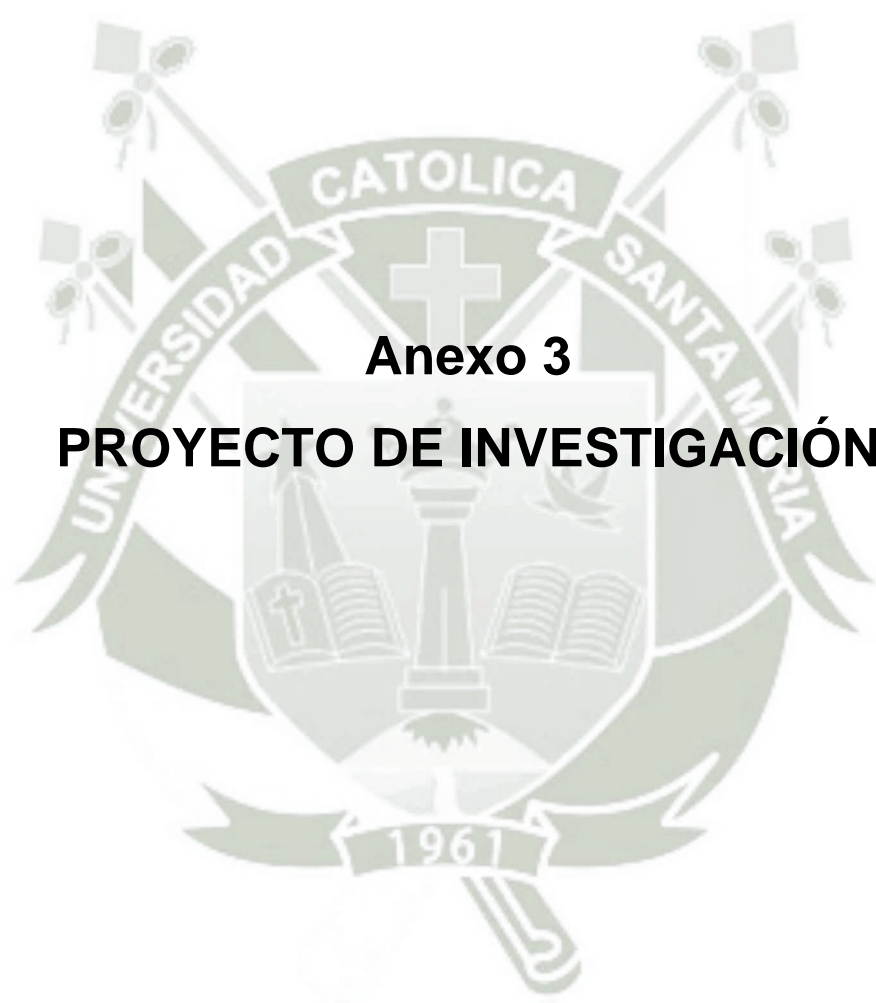 UNIVERSIDAD CATOLICA SANTA MARIA
Anexo 3
PROYECTO DE INVESTIGACIÓN
1961